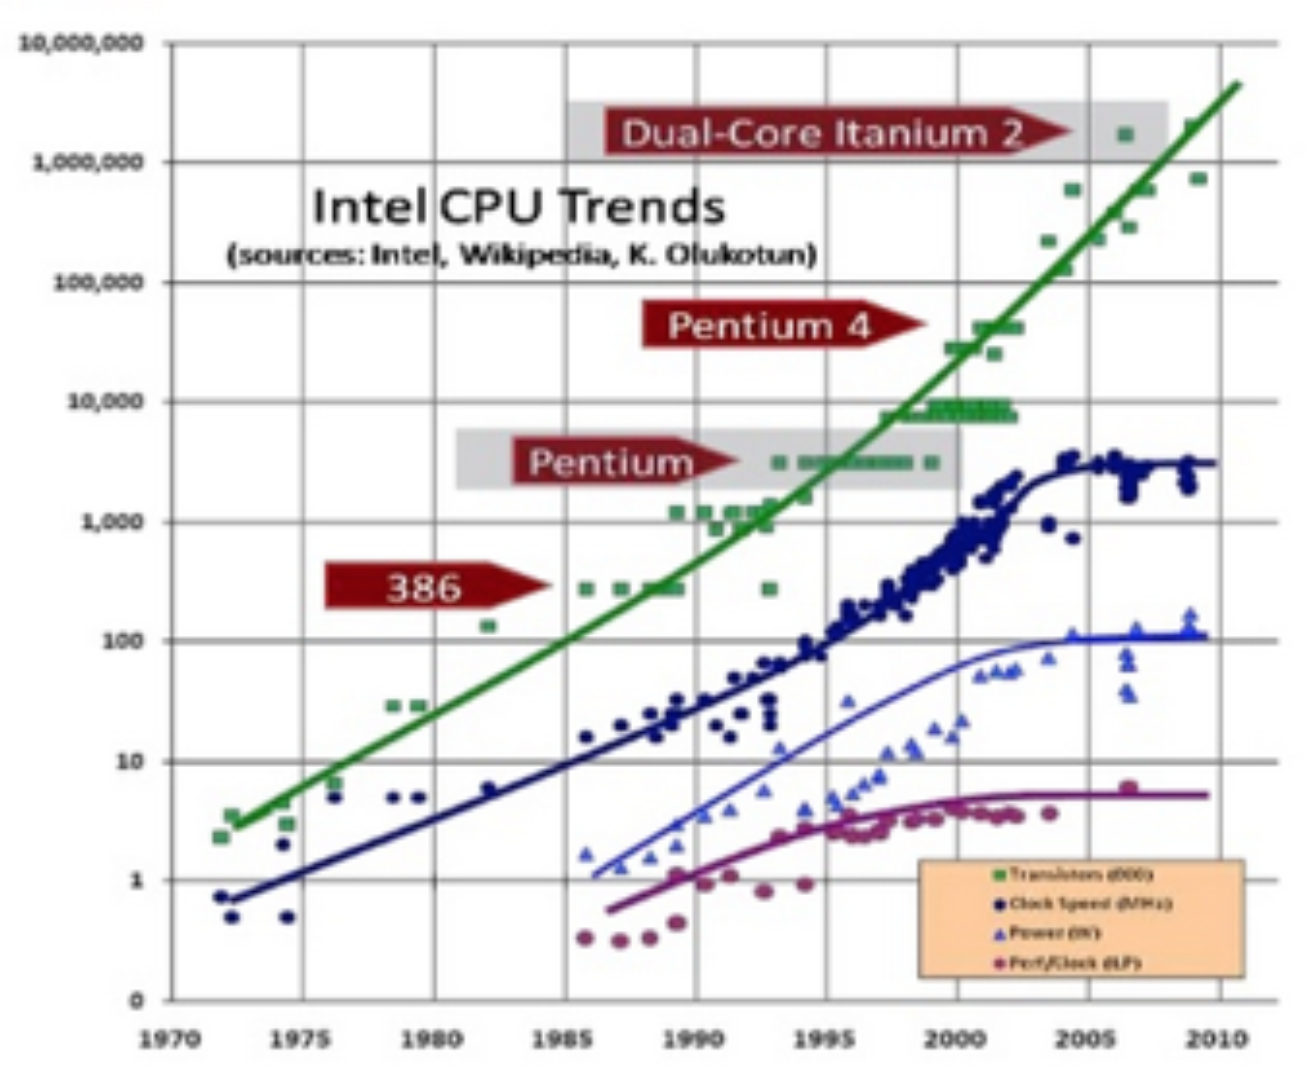 10,000,000
Dual-Core Itanium 2
1,000,000
Intel CPU Trends
(sources: Intel, Wikipedia, K. Olukotun)
100,000
Pentium 4
10,000
Pentium
1,000
386
100
10
1
Transistors (000)
Clock Speed (MHz)
Power (W)
Perf/Clock (ILP)
0
1970 1975 1980 1985 1990 1995 2000 2005 2010